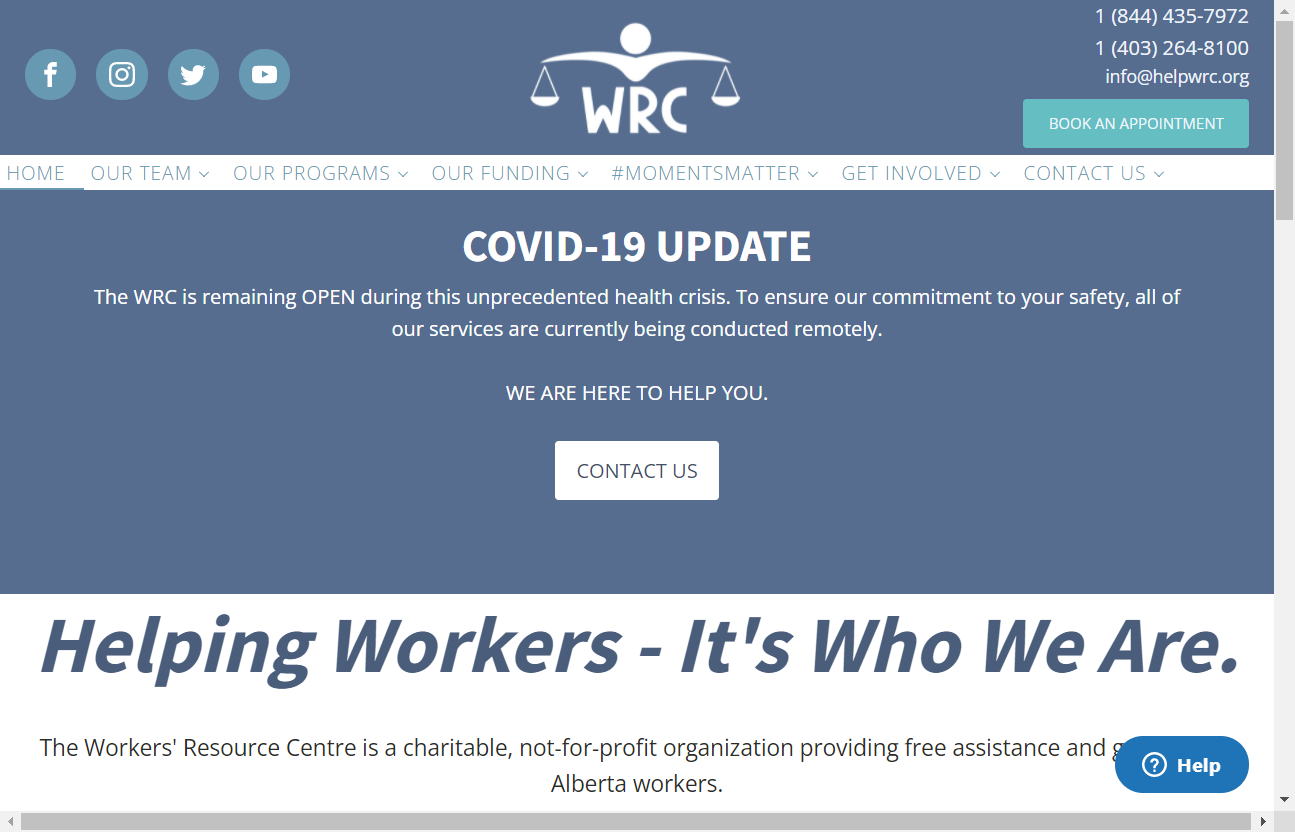 1 (844) 435-7972
1 (403) 264-8100
info@helpwrc.org
WRC
BOOK AN APPOINTMENT
HOME OUR TEAM OUR PROGRAMS OUR FUNDING #MOMENTSMATTER GET INVOLVED CONTACT US
COVID-19 UPDATE
The WRC is remaining OPEN during this unprecedented health crisis. To ensure our commitment to your safety, all of
our services are currently being conducted remotely.
WE ARE HERE TO HELP YOU.
CONTACT US
Helping Workers - It's Who We Are.
The Workers' Resource Centre is a charitable, not-for-profit organization providing free assistance and
Alberta workers.
Help